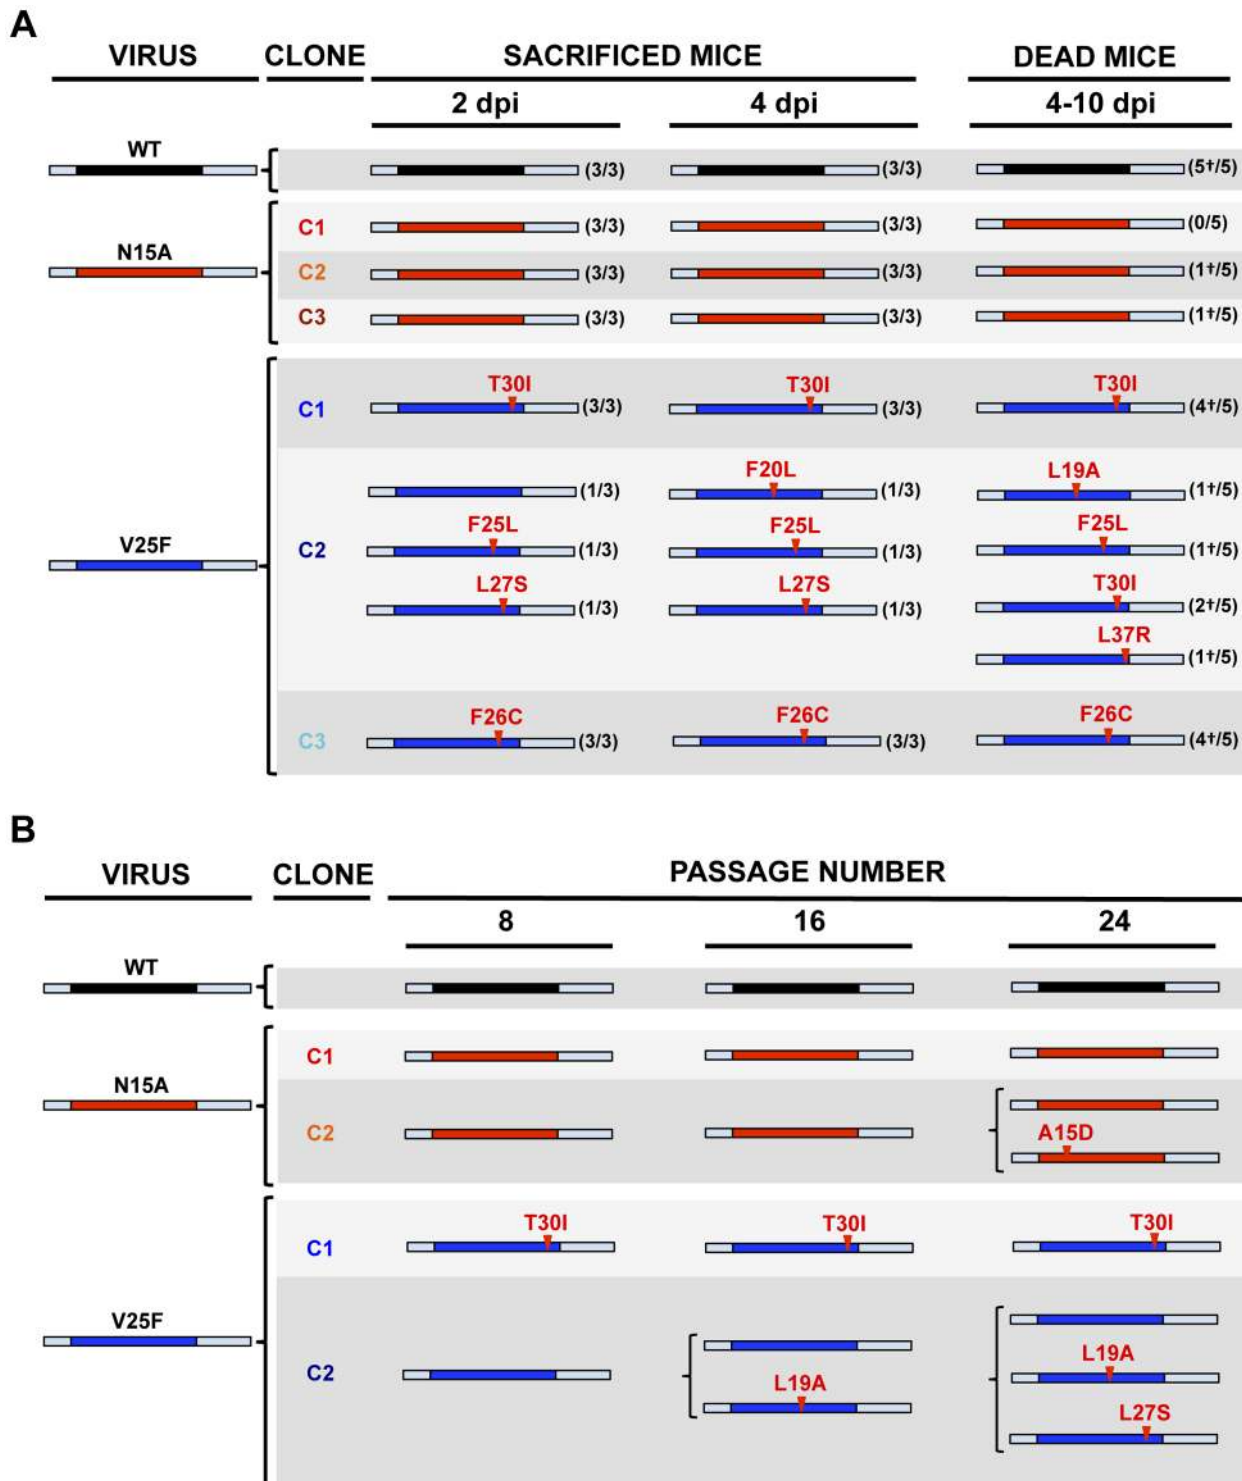 A
VIRUS CLONE SACRIFICED MICE DEAD MICE
2 dpi 4 dpi 4-10 dpi
WT
(3/3) (3/3) (5†/5)
N15A
C1 (3/3) (3/3) (0/5)
C2 (3/3) (3/3) (1†/5)
C3 (3/3) (3/3) (1†/5)
V25F
T30I T30I T30I
C1 (3/3) (3/3) (4†/5)
F20L L19A
(1/3) (1/3) (1†/5)
F25L F25L F25L
C2 (1/3) (1/3) (1†/5)
L27S L27S T30I
(1/3) (1/3) (2†/5)
L37R
(1†/5)
F26C F26C F26C
C3 (3/3) (3/3) (4†/5)
B
VIRUS CLONE PASSAGE NUMBER
8 16 24
WT
N15A
C1
C2
A15D
V25F
T30I T30I T30I
C1
C2
L19A L19A
L27S